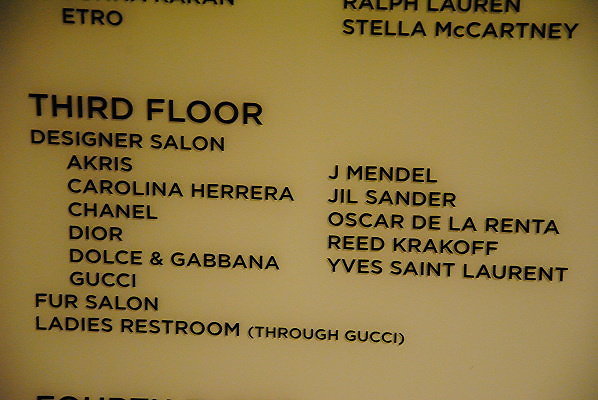 RALPH LAUREN
ETRO
STELLA McCARTNEY
THIRD FLOOR
DESIGNER SALON
AKRIS
CAROLINA HERRERA
CHANEL
DIOR
DOLCE & GABBANA
GUCCI
J MENDEL
JIL SANDER
OSCAR DE LA RENTA
REED KRAKOFF
YVES SAINT LAURENT
FUR SALON
LADIES RESTROOM (THROUGH GUCCI)